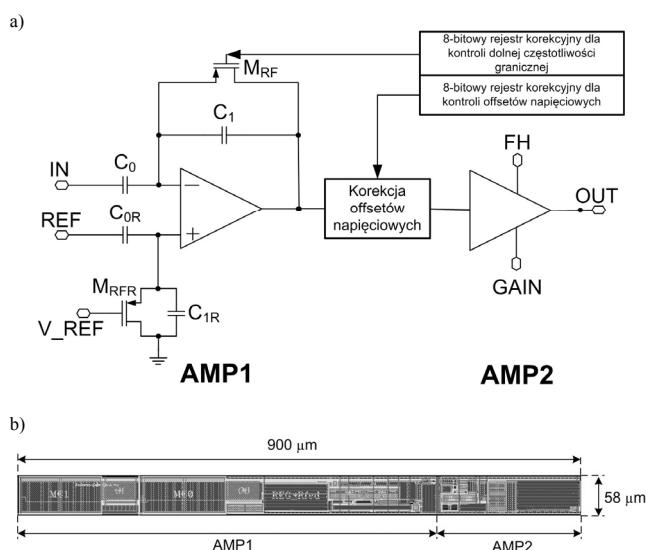 a)
8-bitowy rejestr korekcyjny dla
kontroli dolnej częstotliwości
granicznej
8-bitowy rejestr korekcyjny dla
kontroli offsetów napięciowych
M_RF
C_1
FH
IN
C_0
Korekcja
offsetów
napięciowych
OUT
REF
C_0R
GAIN
M_RFR
C_1R
V_REF
AMP1
AMP2
b)
900 μm
58 μm
AMP1
AMP2